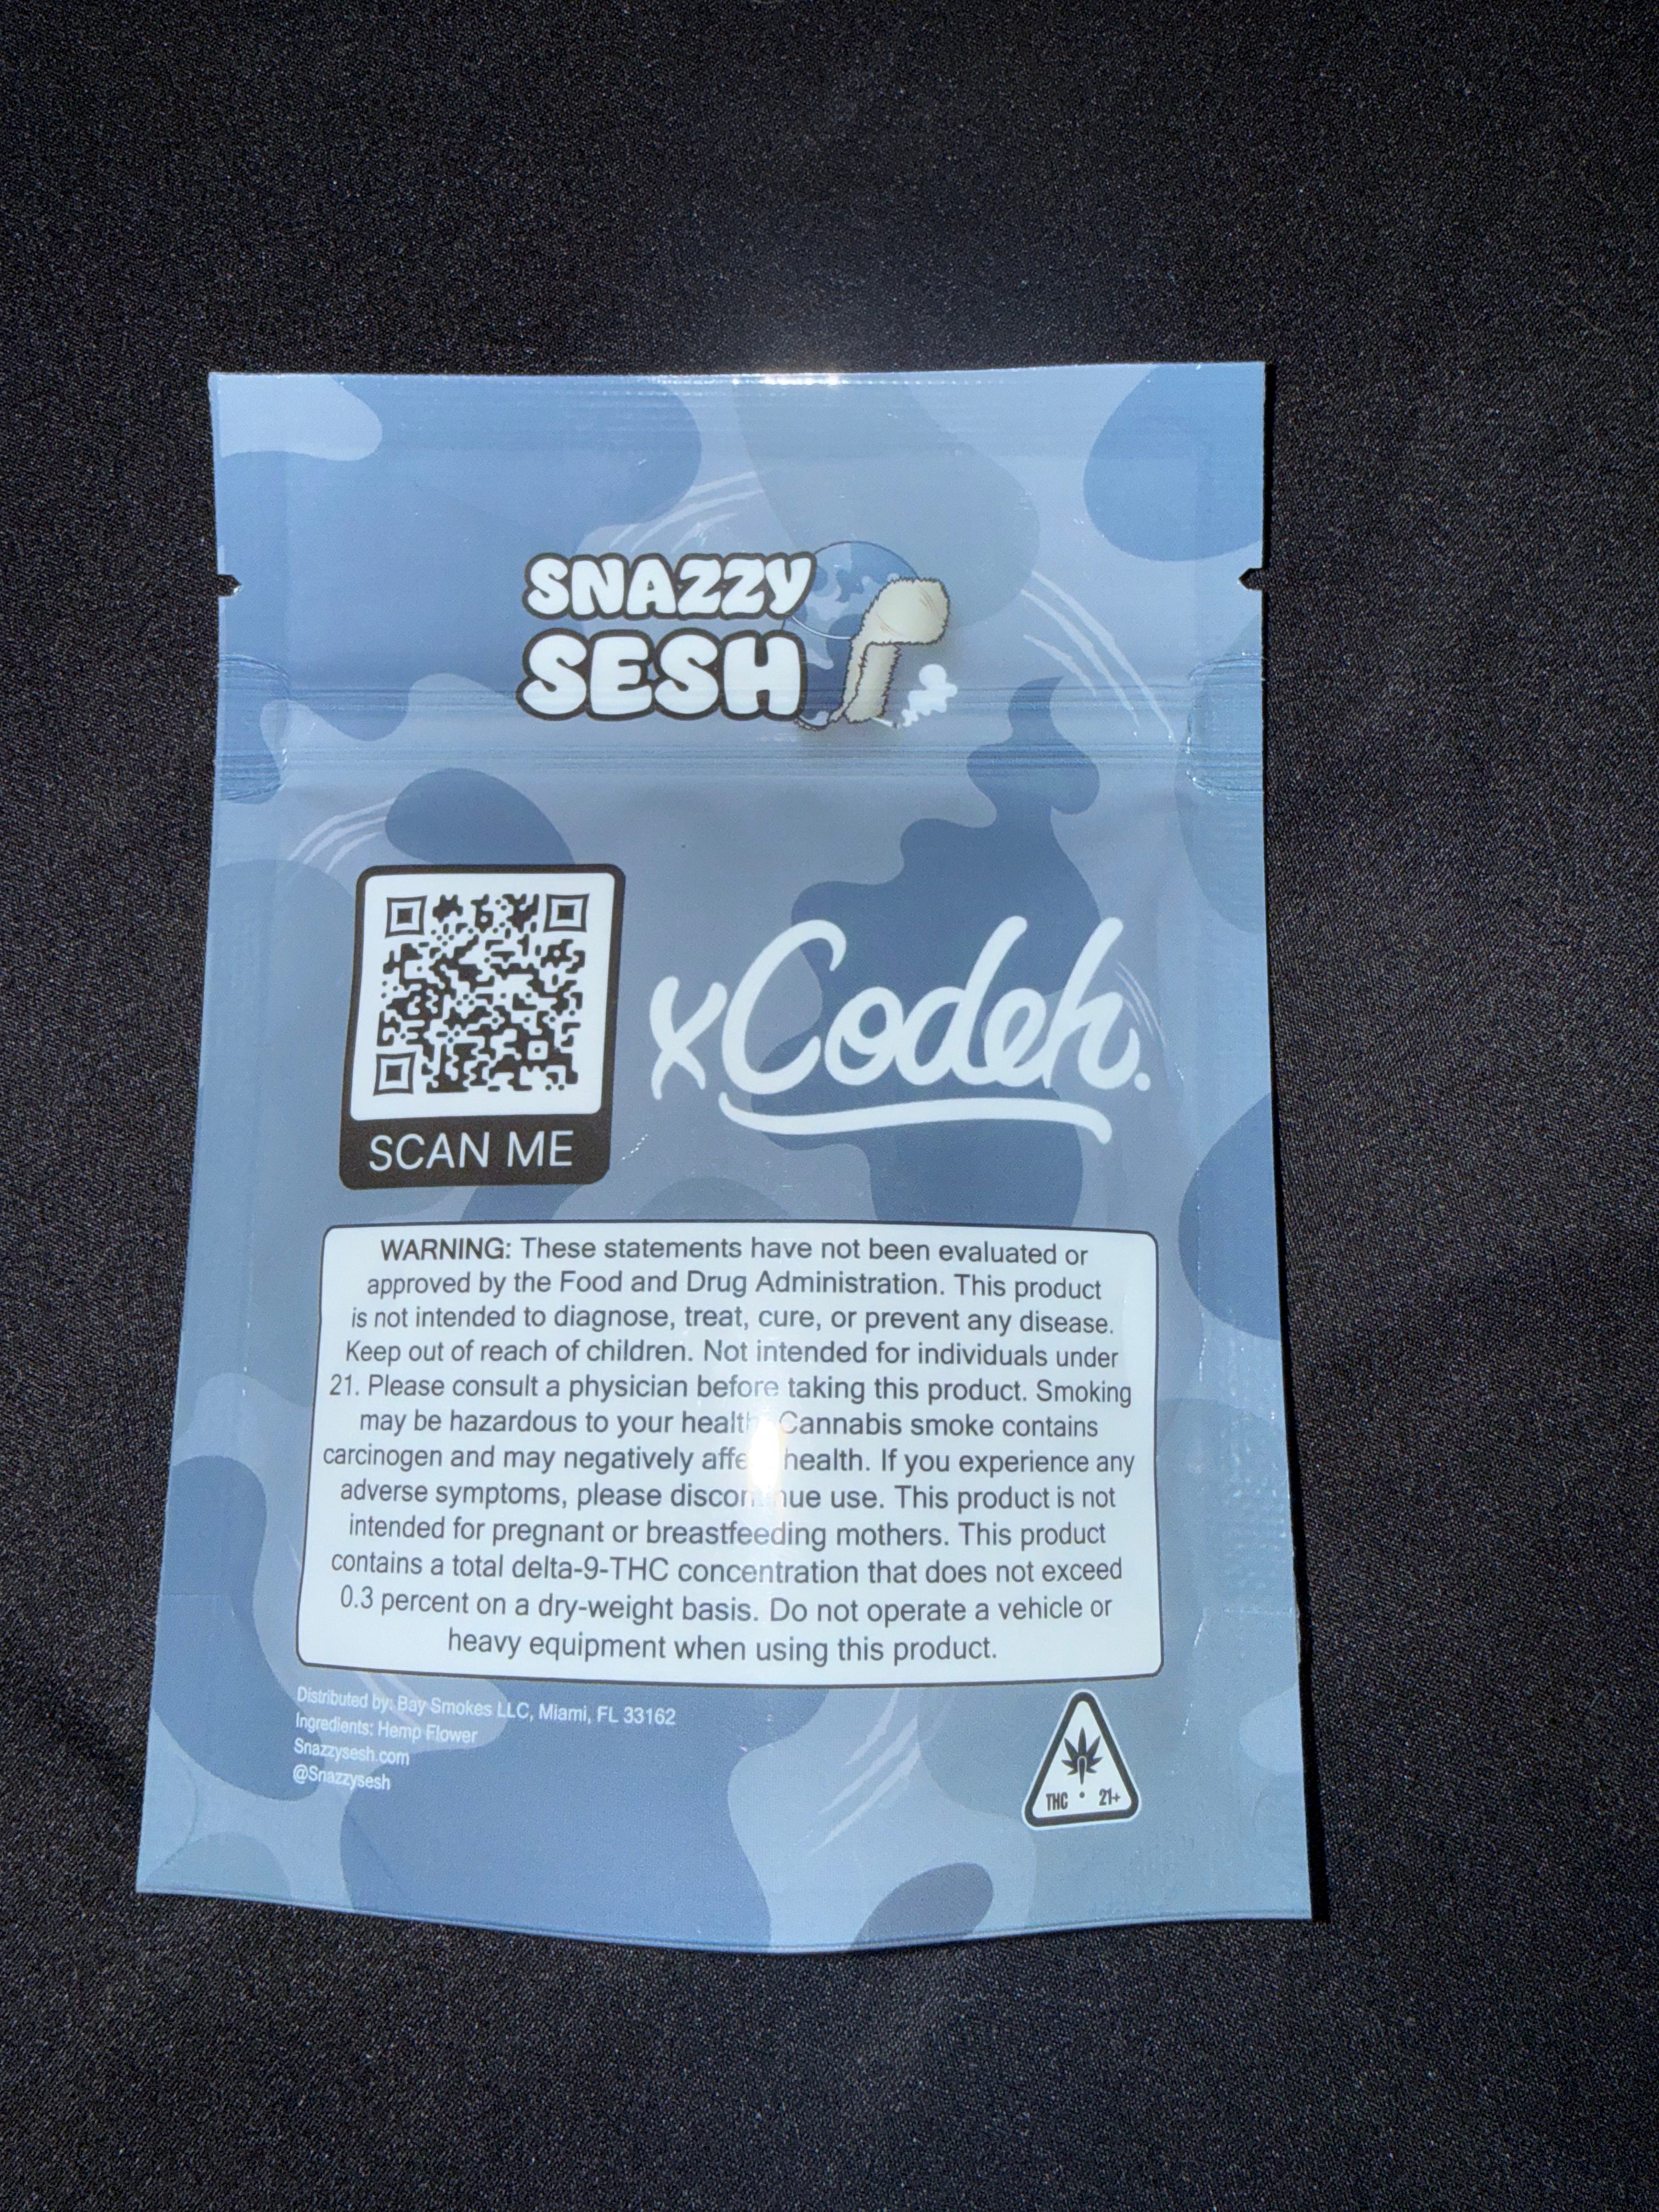 SNAZZY
SESH
SCAN ME
xCodeh.
WARNING: These statements have not been evaluated or
approved by the Food and Drug Administration. This product
is not intended to diagnose, treat, cure, or prevent any disease.
Keep out of reach of children. Not intended for individuals under
21. Please consult a physician before taking this product. Smoking
may be hazardous to your health. Cannabis smoke contains
carcinogen and may negatively affect health. If you experience any
adverse symptoms, please discontinue use. This product is not
intended for pregnant or breastfeeding mothers. This product
contains a total delta-9-THC concentration that does not exceed
0.3 percent on a dry-weight basis. Do not operate a vehicle or
heavy equipment when using this product.
Distributed by: Bay Smokes LLC, Miami, FL 33162
Ingredients: Hemp Flower
Snazzysesh.com
@Snazzysesh
THC • 21+